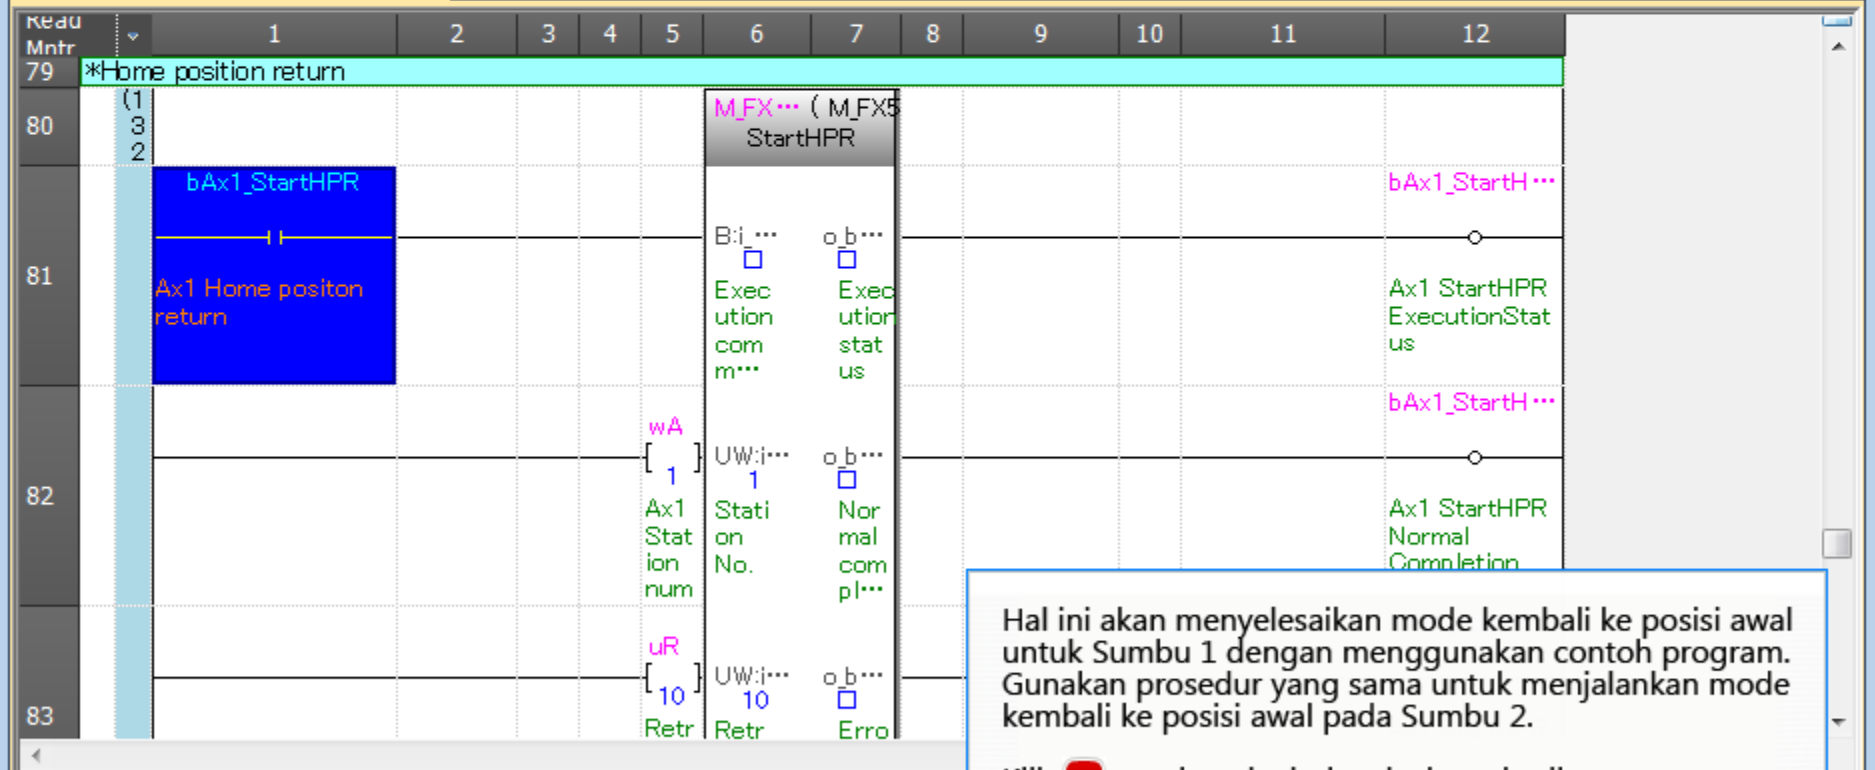 Read
Mntr
1 2 3 4 5 6 7 8 9 10 11 12
79 *Home position return
80
(1
3
2
M_FX… ( M_FX5
StartHPR
81
bAx1_StartHPR
Ax1 Home positon
return
B:i_… o_b…
Exec
ution
com
m…
Exec
ution
stat
us
bAx1_StartH…
Ax1 StartHPR
ExecutionStat
us
82
wA
1
Ax1
Stat
ion
num
UW:i… o_b…
1
Stati
on
No.
Nor
mal
com
pl…
bAx1_StartH…
Ax1 StartHPR
Normal
Completion
83
uR
10
Retr
UW:i… o_b…
10
Retr
Erro
Hal ini akan menyelesaikan mode kembali ke posisi awal
untuk Sumbu 1 dengan menggunakan contoh program.
Gunakan prosedur yang sama untuk menjalankan mode
kembali ke posisi awal pada Sumbu 2.